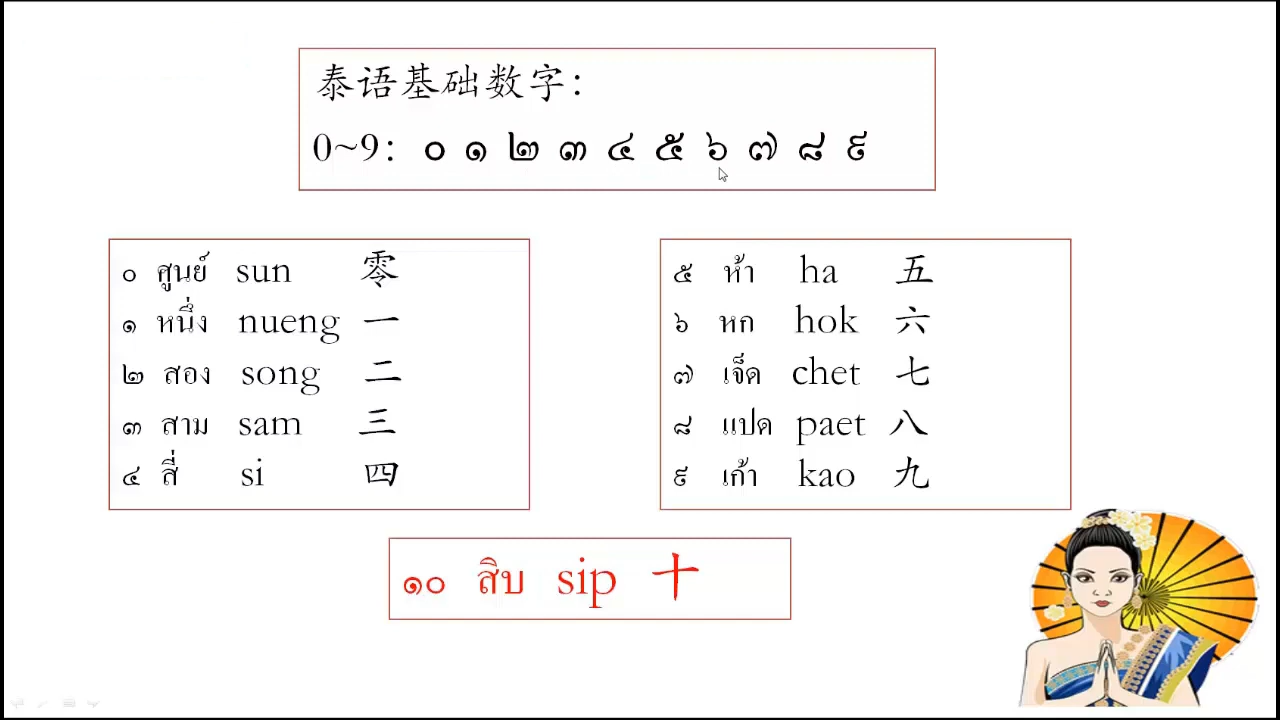 泰语基础数字：
0~9： ๐ ๑ ๒ ๓ ๔ ๕ ๖ ๗ ๘ ๙
๐ ศูนย์ sun 零
๑ หนึ่ง nueng 一
๒ สอง song 二
๓ สาม sam 三
๔ สี่ si 四
๕ ห้า ha 五
๖ หก hok 六
๗ เจ็ด chet 七
๘ แปด paet 八
๙ เก้า kao 九
๑๐ สิบ sip 十